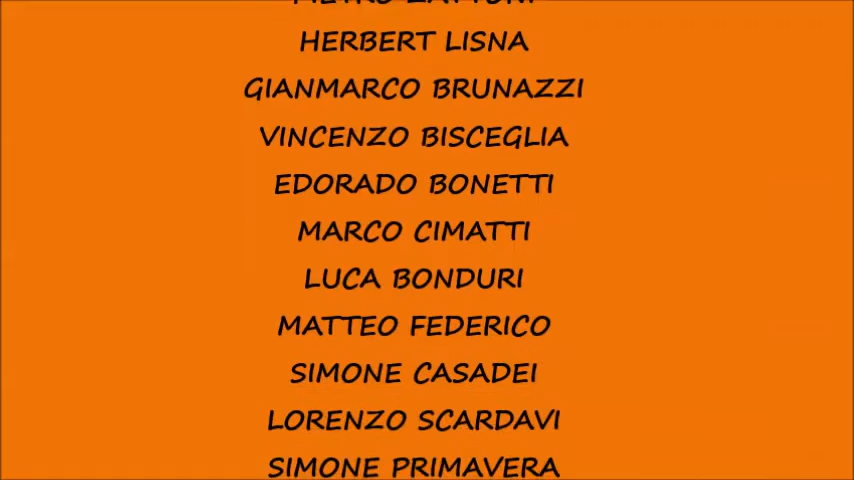 HERBERT LISNA
GIANMARCO BRUNAZZI
VINCENZO BISCEGLIA
EDORADO BONETTI
MARCO CIMATTI
LUCA BONDURI
MATTEO FEDERICO
SIMONE CASADEI
LORENZO SCARDAVI
SIMONE PRIMAVERA